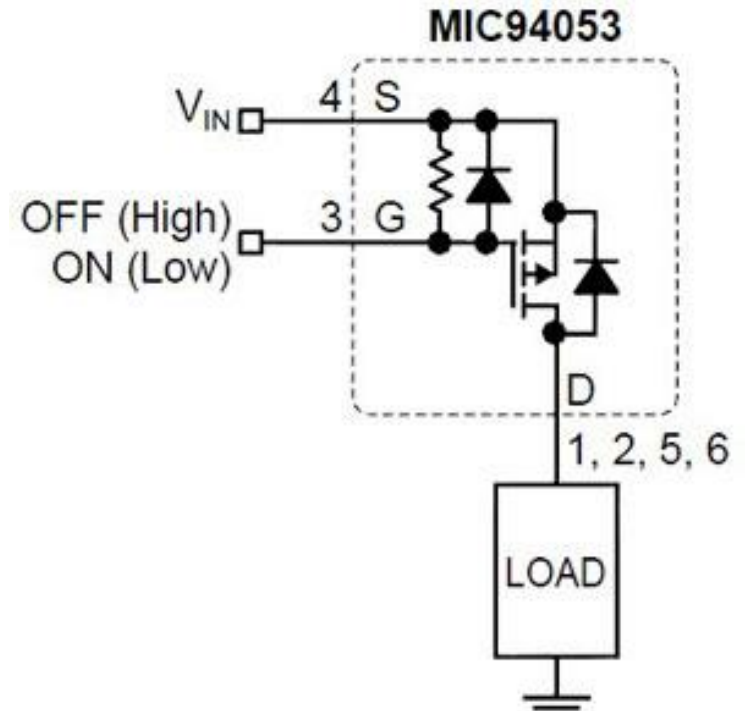 MIC94053
VIN
4 S
OFF (High)
ON (Low)
3 G
D
1, 2, 5, 6
LOAD